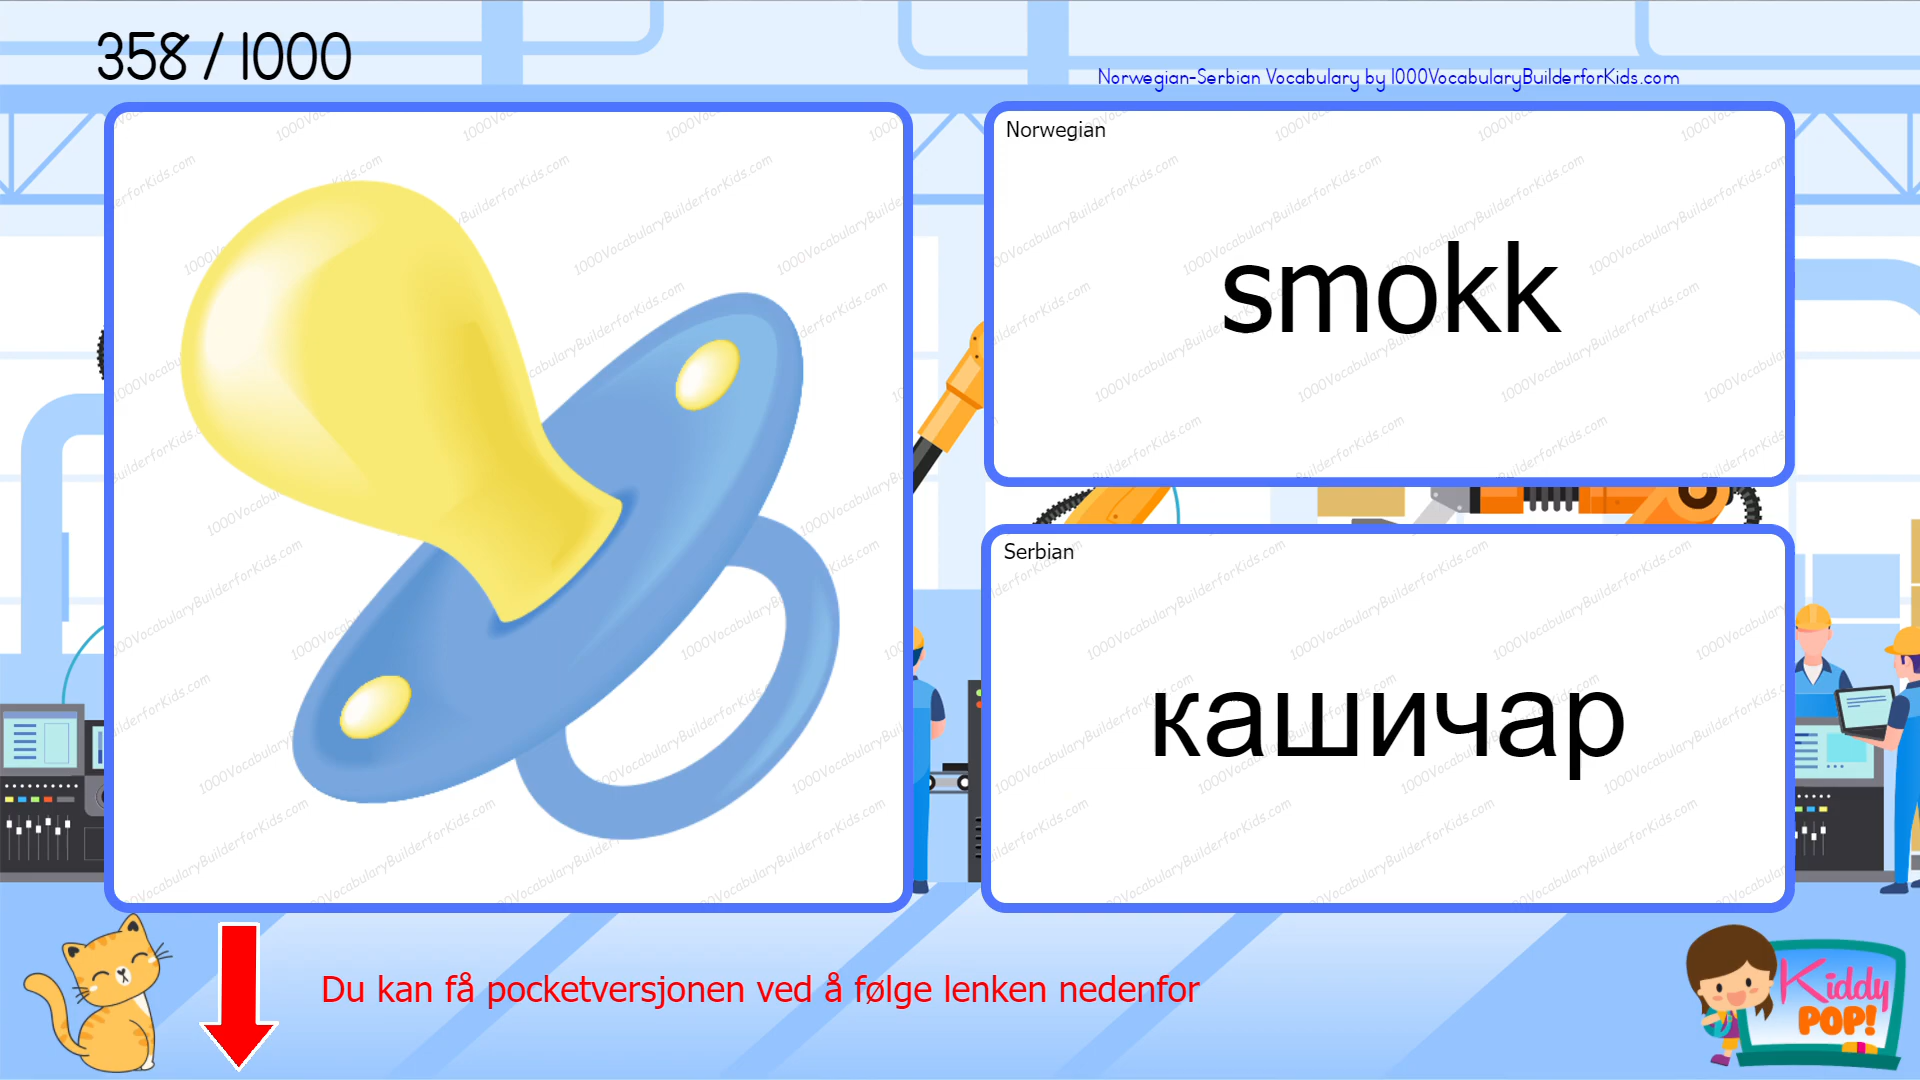 358 / 1000
Norwegian-Serbian Vocabulary by 1000VocabularyBuilderforKids.com
Norwegian
smokk
Serbian
кашичар
Du kan få pocketversjonen ved å følge lenken nedenfor
Kiddy
POP!